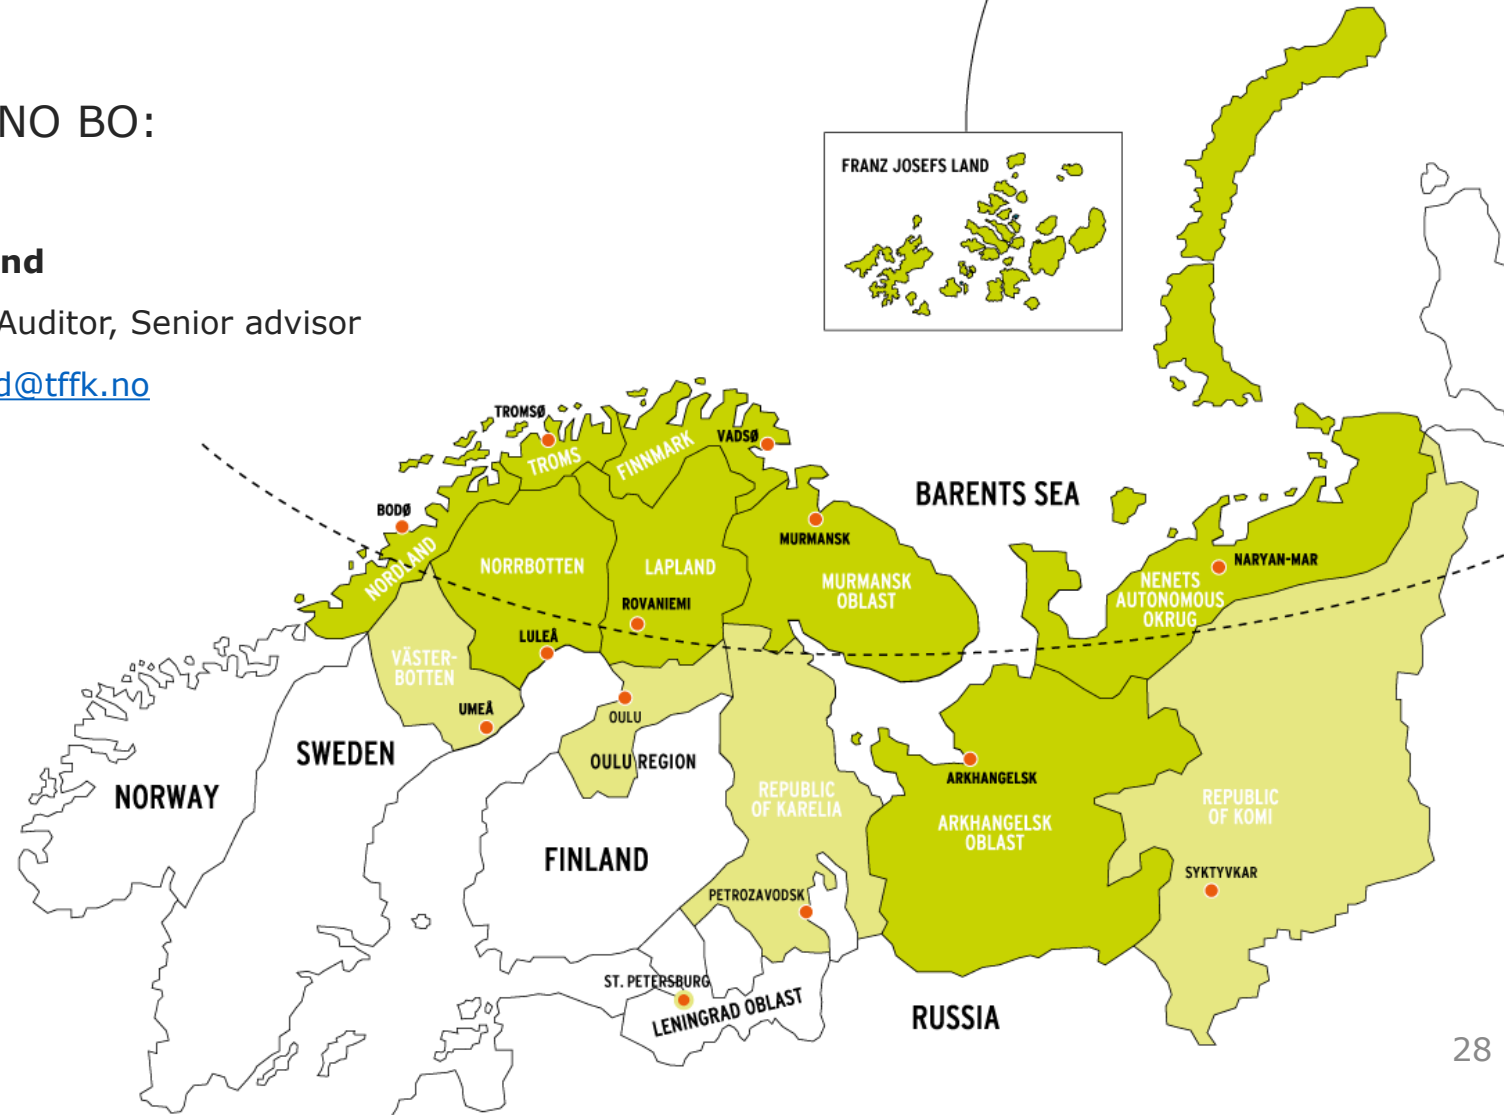 NO BO:
nd
Auditor, Senior advisor
d@tffk.no
FRANZ JOSEFS LAND
TROMSØ
TROMS
FINNMARK
VADSØ
BARENTS SEA
BODØ
NORDLAND
NORRBOTTEN
LAPLAND
MURMANSK
MURMANSK
OBLAST
NARYAN-MAR
NENETS
AUTONOMOUS
OKRUG
ROVANIEMI
LULEÅ
VÄSTER-
BOTTEN
UMEÅ
OULU
OULU REGION
SWEDEN
NORWAY
FINLAND
REPUBLIC
OF KARELIA
ARKHANGELSK
ARKHANGELSK
OBLAST
REPUBLIC
OF KOMI
SYKTYVKAR
PETROZAVODSK
ST. PETERSBURG
LENINGRAD OBLAST
RUSSIA
28